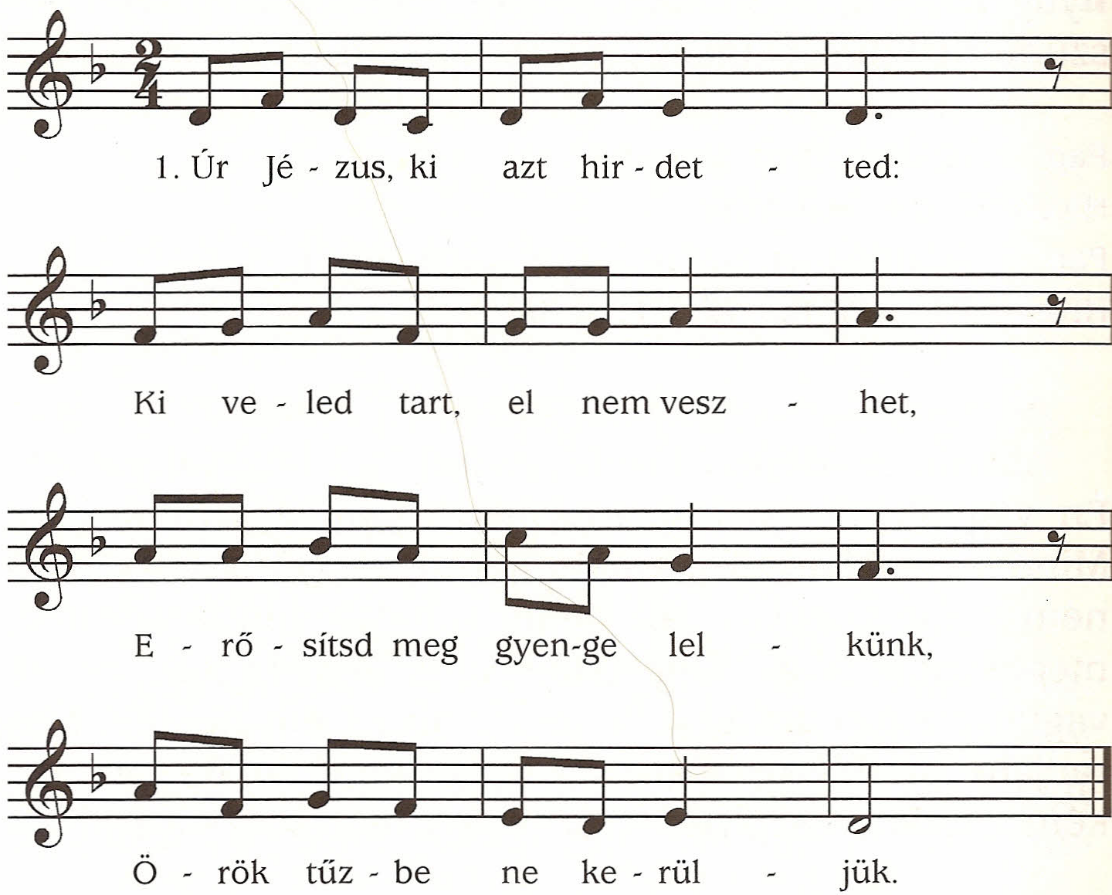 2
4
1. Úr Jé - zus, ki azt hir - det - ted:
Ki ve - led tart, el nem vesz - het,
E - rő - sítsd meg gyen-ge lel - künk,
Ö - rök tűz - be ne ke - rül - jük.